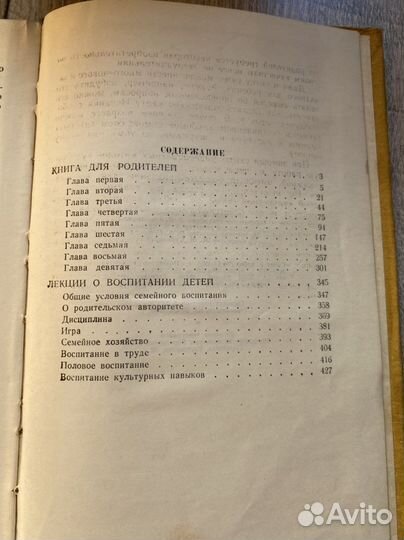 СОДЕРЖАНИЕ
КНИГА ДЛЯ РОДИТЕЛЕЙ . . . . . . . . . 3
Глава первая . . . . . . . . . 5
Глава вторая . . . . . . . . . 21
Глава третья . . . . . . . . . 44
Глава четвертая . . . . . . . . . 75
Глава пятая . . . . . . . . . 94
Глава шестая . . . . . . . . . 147
Глава седьмая . . . . . . . . . 214
Глава восьмая . . . . . . . . . 257
Глава девятая . . . . . . . . . 301
ЛЕКЦИИ О ВОСПИТАНИИ ДЕТЕЙ . . . . . . . . . 345
Общие условия семейного воспитания . . . . . . . . . 347
О родительском авторитете . . . . . . . . . 358
Дисциплина . . . . . . . . . 369
Игра . . . . . . . . . 381
Семейное хозяйство . . . . . . . . . 393
Воспитание в труде . . . . . . . . . 404
Половое воспитание . . . . . . . . . 416
Воспитание культурных навыков . . . . . . . . . 427
Avito